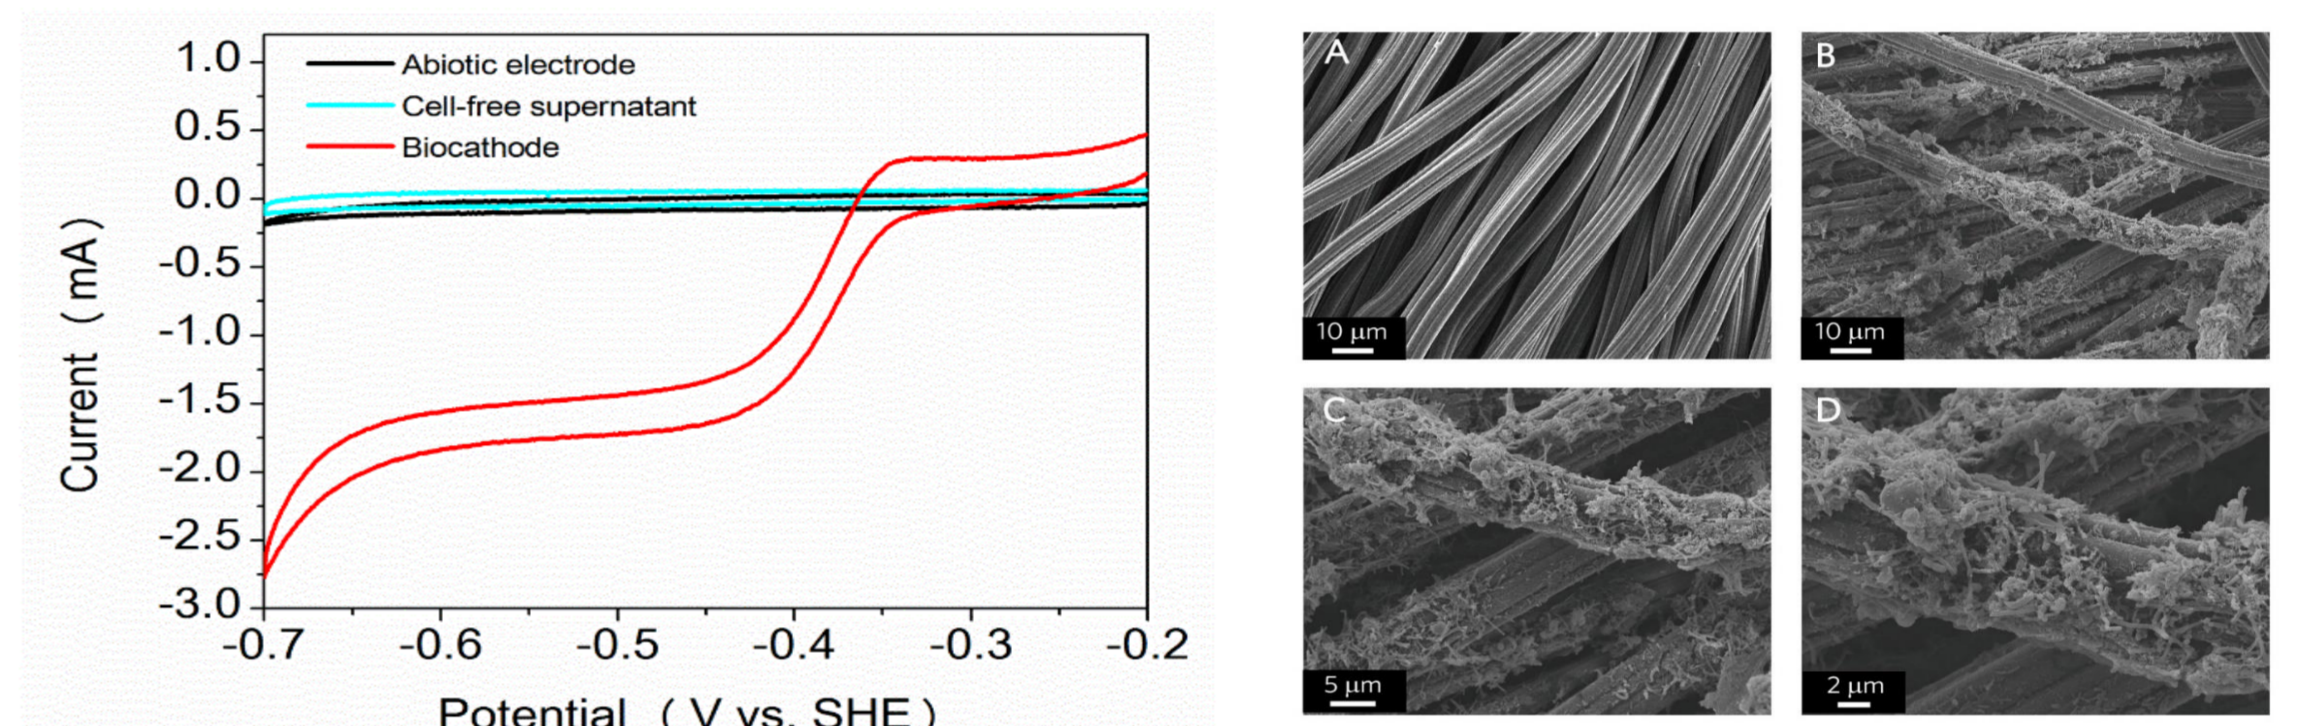 Abiotic electrode
Cell-free supernatant
Biocathode
1.0
0.5
0.0
-0.5
-1.0
-1.5
-2.0
-2.5
-3.0
Current (mA)
-0.7 -0.6 -0.5 -0.4 -0.3 -0.2
Potential (V vs. SHE)
A
10 μm
B
10 μm
C
5 μm
D
2 μm